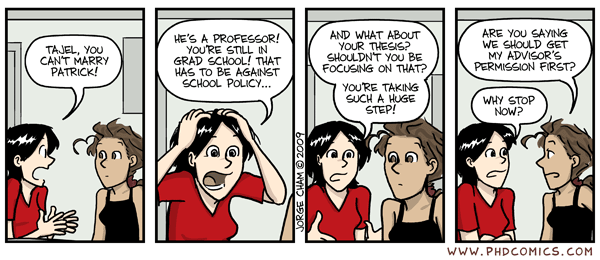 TAJEL, YOU
CAN'T MARRY
PATRICK!
HE'S A PROFESSOR!
YOU'RE STILL IN
GRAD SCHOOL! THAT
HAS TO BE AGAINST
SCHOOL POLICY...
JORGE CHAM © 2009
AND WHAT ABOUT
YOUR THESIS?
SHOULDN'T YOU BE
FOCUSING ON THAT?
YOU'RE TAKING
SUCH A HUGE
STEP!
ARE YOU SAYING
WE SHOULD GET
MY ADVISOR'S
PERMISSION FIRST?
WHY STOP
NOW?
WWW.PHDCOMICS.COM